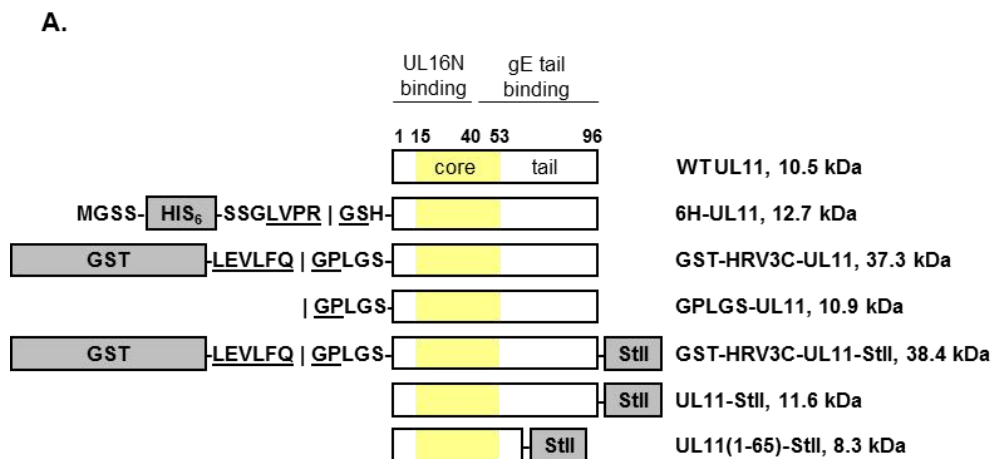 A.
UL16N binding
gE tail binding
1 15 40 53 96
core tail WT UL11, 10.5 kDa
MGSS-HIS₆-SSGLVPR | GSH- 6H-UL11, 12.7 kDa
GST-LEVLFQ | GPLGS- GST-HRV3C-UL11, 37.3 kDa
| GPLGS- GPLGS-UL11, 10.9 kDa
GST-LEVLFQ | GPLGS- StII GST-HRV3C-UL11-StII, 38.4 kDa
StII UL11-StII, 11.6 kDa
StII UL11(1-65)-StII, 8.3 kDa